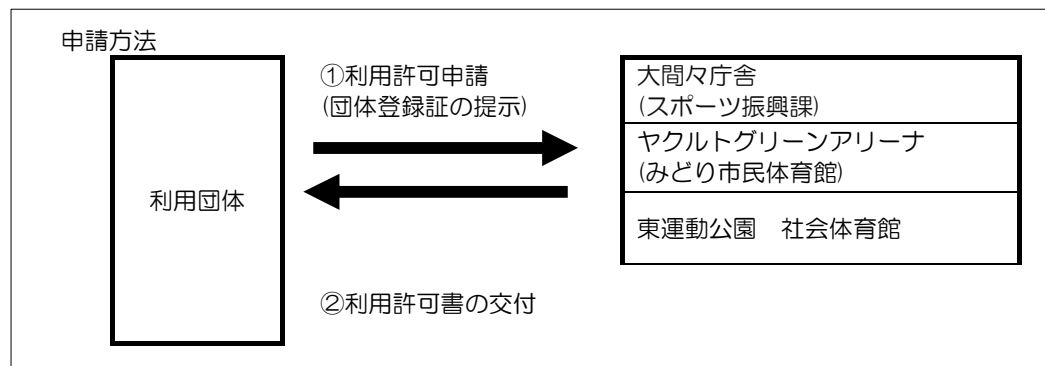 申請方法
利用団体
①利用許可申請
(団体登録証の提示)
②利用許可書の交付
大間々庁舎
(スポーツ振興課)
ヤクルトグリーンアリーナ
(みどり市民体育館)
東運動公園　社会体育館